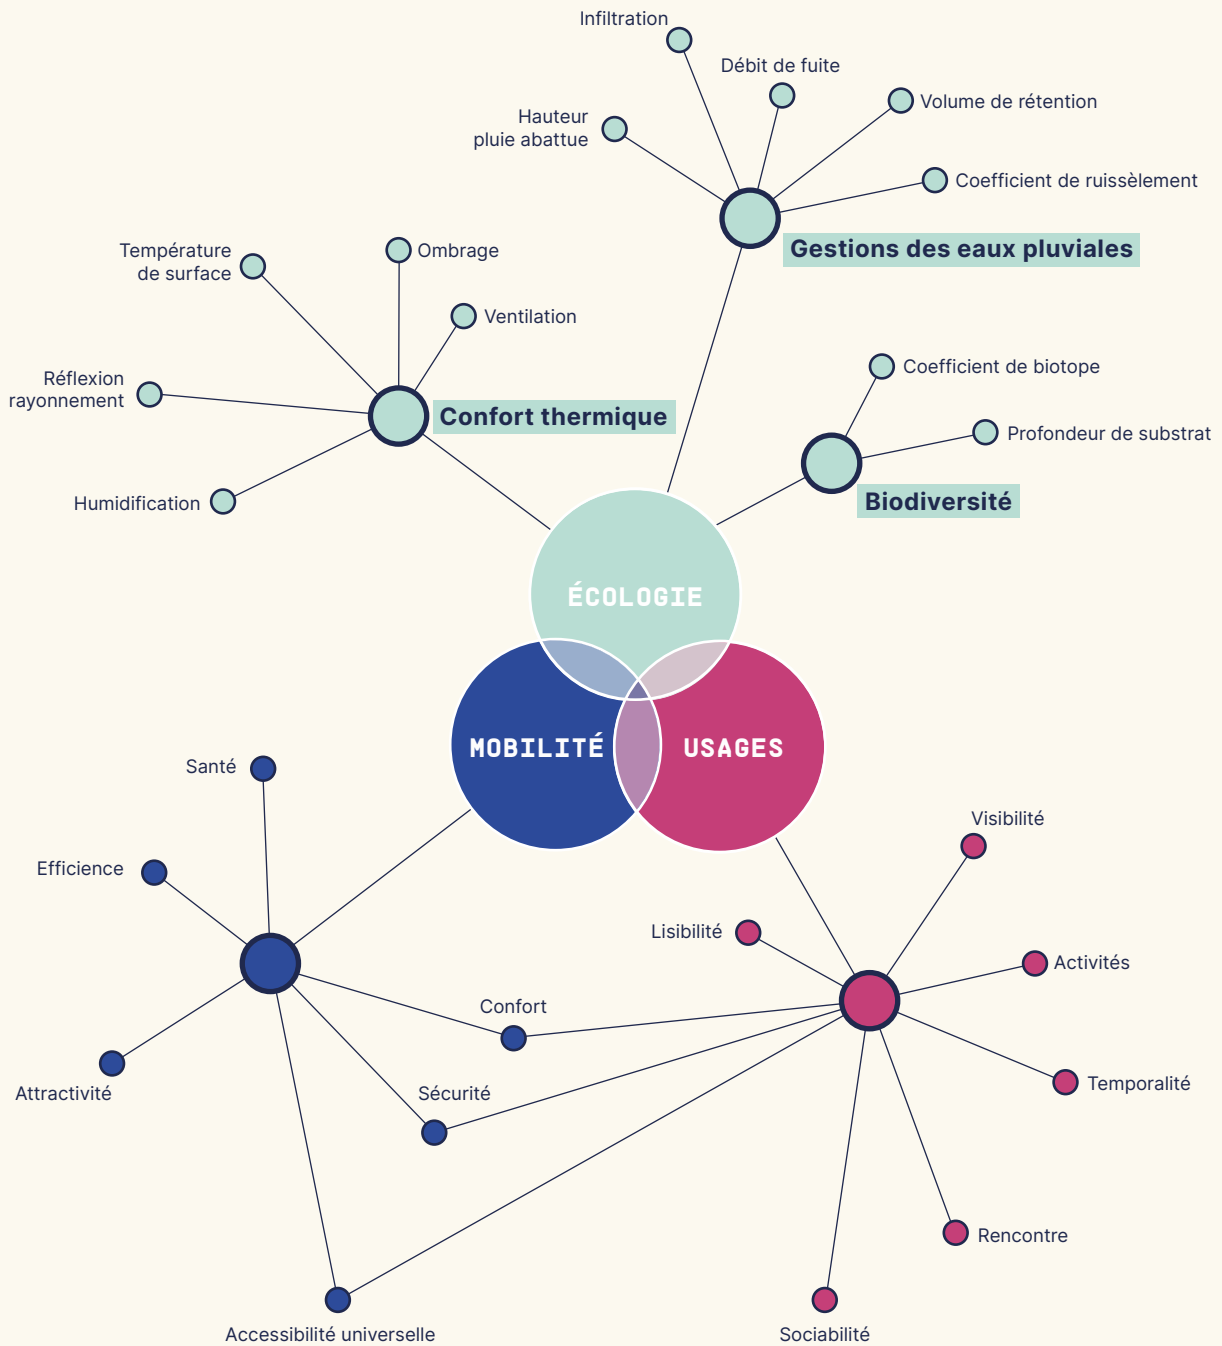 Infiltration
Débit de fuite
Volume de rétention
Hauteur
pluie abattue
Coefficient de ruissèlement
Gestions des eaux pluviales
Température
de surface
Ombrage
Ventilation
Réflexion
rayonnement
Confort thermique
Humidification
Coefficient de biotope
Profondeur de substrat
Biodiversité
ÉCOLOGIE
MOBILITÉ
USAGES
Santé
Efficience
Attractivité
Confort
Sécurité
Accessibilité universelle
Visibilité
Lisibilité
Activités
Temporalité
Rencontre
Sociabilité